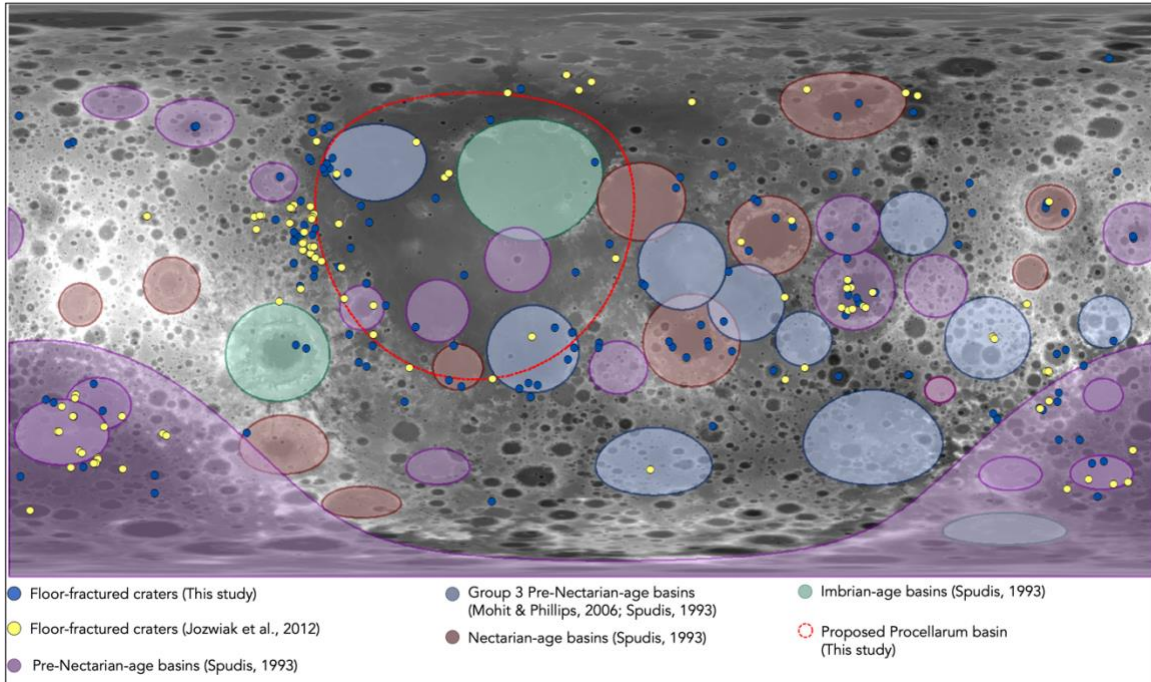 Floor-fractured craters (This study)
Floor-fractured craters (Jozwiak et al., 2012)
Pre-Nectarian-age basins (Spudis, 1993)
Group 3 Pre-Nectarian-age basins
(Mohit & Phillips, 2006; Spudis, 1993)
Nectarian-age basins (Spudis, 1993)
Imbrian-age basins (Spudis, 1993)
Proposed Procellarum basin
(This study)